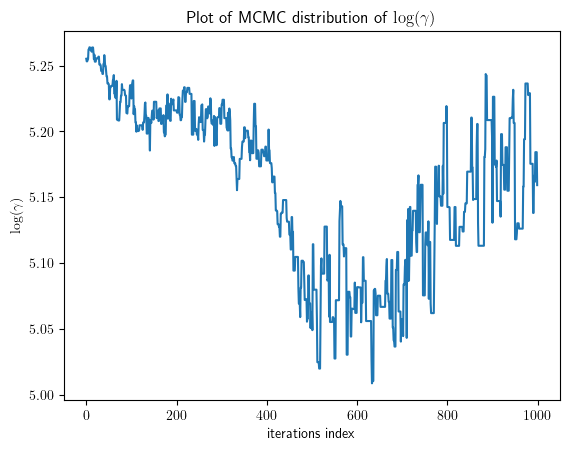 Plot of MCMC distribution of log(γ)
log(γ)
5.25
5.20
5.15
5.10
5.05
5.00
0 200 400 600 800 1000
iterations index